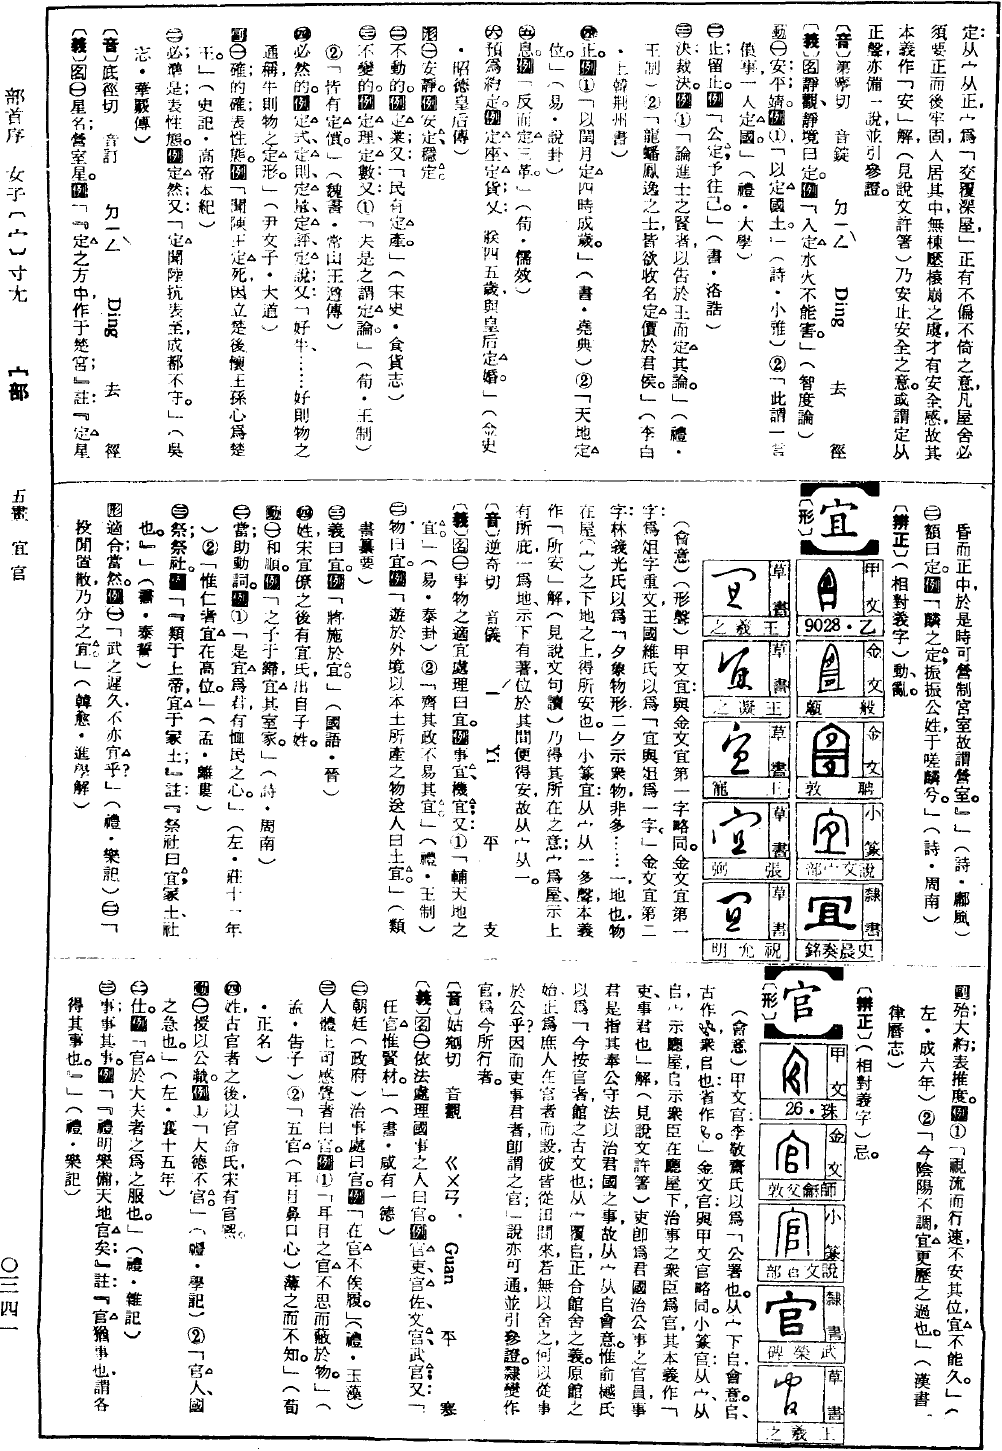 定：从宀从正，宀為「交覆深屋」正有不偏不倚之意，凡屋舍必
須要正而後牢固，人居其中無棟壓榱崩之虞，才有安全感；故其
本義作「安」解（見說文許箸）乃安止安全之意。或謂定从
正聲，亦備一說，並引參證。
〔音〕第寧切　音錠　ㄉㄧㄥˋ　Ding　去　徑
〔義〕名靜觀靜境曰定。例「入定水火不能害。」（智度論）
動㊀安；平靖。例①「以定國土。」（詩・小雅）②「此謂一言
僨事，一人定國。」（禮・大學）
㊁止；留止。例「公定，予往已。」（書・洛誥）
㊂決；裁決。例①「論進士之賢者以告於王而定其論。」（禮・
王制）②「龍蟠鳳逸之士皆欲收名定價於君侯。」（李白
・上韓荆州書）
㊃正。例①「以閏月定四時成歲。」（書・堯典）②「天地定
位。」（易・說卦）
㊄息。例「反而定三革。」（荀・儒效）
㊅預為約定。例定座、定貨；又「朕四五歲與皇后定婚。」（金史
・昭德皇后傳）
形㊀安靜。例安定、穩定。
㊁不動的。例定業；又「民有定產。」（宋史・食貨志）
㊂不變的。例定理、定數；又①「夫是之謂定論。」（荀・王制）
②「皆有定價。」（魏書・常山王遵傳）
㊃必然的。例定式、定則、定量、定評、定說；又「好牛、……好則物之
通稱，牛則物之定形。」（尹文子・大道）
副㊀確；的確；表性態。例「聞陳王定死，因立楚後懷王孫心為楚
王。」（史記・高帝本紀）
㊁必；準是；表性態。例定然；又「定聞陸抗表至，成都不守。」（吳
志・華覈傳）
〔音〕底徑切　音訂　ㄉㄧㄥˋ　Ding　去　徑
〔義〕名㊀星名；營室星。例「『定之方中，作于楚宮。』註：『定星
昏而正中，於是時可營制宮室，故謂營室。』」（詩・鄘風）
㊁額曰定。例「麟之定，振振公姓，于嗟麟兮。」（詩・周南）
〔辨正〕（相對義字）動、亂。
宜
〔形〕
甲文
9028・乙
金文
般甗
金文
聘敦
小篆
說文宀部
隸書
史晨奏銘
草書
王羲之
草書
王凝之
草書
王寵
草書
張弼
草書
祝允明
（會意）（形聲）甲文宜：與金文宜第一字略同。金文宜：第一
字為俎字重文，王國維氏以為「宜與俎為一字。」金文宜第二
字：林義光氏以為「夕象物形，二夕示衆物，非多……一，地也，物
在屋（宀）之下地之上，得所安也。」小篆宜：从宀从一，多聲，本義
作「所安」解（見說文句讀）乃得其所在之意；宀為屋，示上
有所庇，一為地，示下有著位，於其間便得安，故从宀从一。
〔音〕逆奇切　音儀　ㄧˊ　Yi　平　支
〔義〕名㊀事物之適宜處理曰宜。例事宜、機宜；又①「輔天地之
宜。」（易・泰卦）②「齊其政，不易其宜。」（禮・王制）
㊁物曰宜。例「遊於外境，以本土所產之物送人曰土宜。」（類
書纂要）
㊂義曰宜。例「將施於宜。」（國語・晉）
㊃姓，宋宜僚之後，有宜氏，出自子姓。
動㊀和順。例「之子于歸，宜其室家。」（詩・周南）
㊁當；助動詞。例①「是宜為君，有恤民之心。」（左・莊十一年
）②「惟仁者宜在高位。」（孟・離婁）
㊂祭；祭社。例「『類于上帝，宜于冢土。』註：『祭社曰宜；冢土，社
也。』」（書・泰誓）
形適合；當然。例㊀「武之遲久，不亦宜乎？」（禮・樂記）㊁「
投閒置散，乃分之宜。」（韓愈・進學解）
副殆；大約；表推度。例①「視流而行速，不安其位，宜不能久。」（
左・成六年）②「今陰陽不調，宜更歷之過也。」（漢書・
律曆志）
〔辨正〕（相對義字）忌。
官
〔形〕
甲文
26・珠
金文
師龢父敦
小篆
說文𠂤部
隸書
武榮碑
草書
王羲之
（會意）甲文官：李敬齋氏以為「公署也。从宀下𠂤會意。𠂤，
古作，衆𠂤也，省作。」金文官：與甲文官略同。小篆官：从宀、从
𠂤，宀示廳屋，𠂤示衆，臣在廳屋下治事之衆臣為官，其本義作「
吏事君也」解（見說文許箸）吏即為君國治公事之官員，事
君是指其奉公守法以治君國之事，故从宀从𠂤會意。惟俞樾氏
以為「今按官者，館之古文也，从宀覆𠂤，正合館舍之義。原館之
始，正為庶人在官者而設，彼皆從田間來，若無以舍之，何以從事
於公乎？因而吏事君者即謂之官」說亦可通，並引參證。隸變作
官，為今所行者。
〔音〕姑剜切　音觀　ㄍㄨㄢ　Guan　平　寒
〔義〕名㊀依法處理國事之人曰官。例官吏、官佐、文官、武官；又「
任官惟賢材。」（書・咸有一德）
㊁朝廷（政府）治事處曰官。例「在官不俟履。」（禮・玉藻）
㊂人體上司感覺者曰官。例①「耳目之官不思而蔽於物。」（
孟・告子）②「五官（耳目鼻口心）薄之而不知。」（荀
・正名）
㊃姓，古官者之後，以官命氏，宋有官。
動㊀授以公職。例①「大德不官。」（禮・學記）②「官人，國
之急也。」（左・襄十五年）
㊁仕。例「官於大夫者之為之服也。」（禮・雜記）
㊂事；事其事。例「『禮明樂備，天地官矣。』註：『官猶事也，謂各
得其事也。』」（禮・樂記）
部首序　女子〔宀〕寸尢　宀部　五畫　宜　官　〇三四一